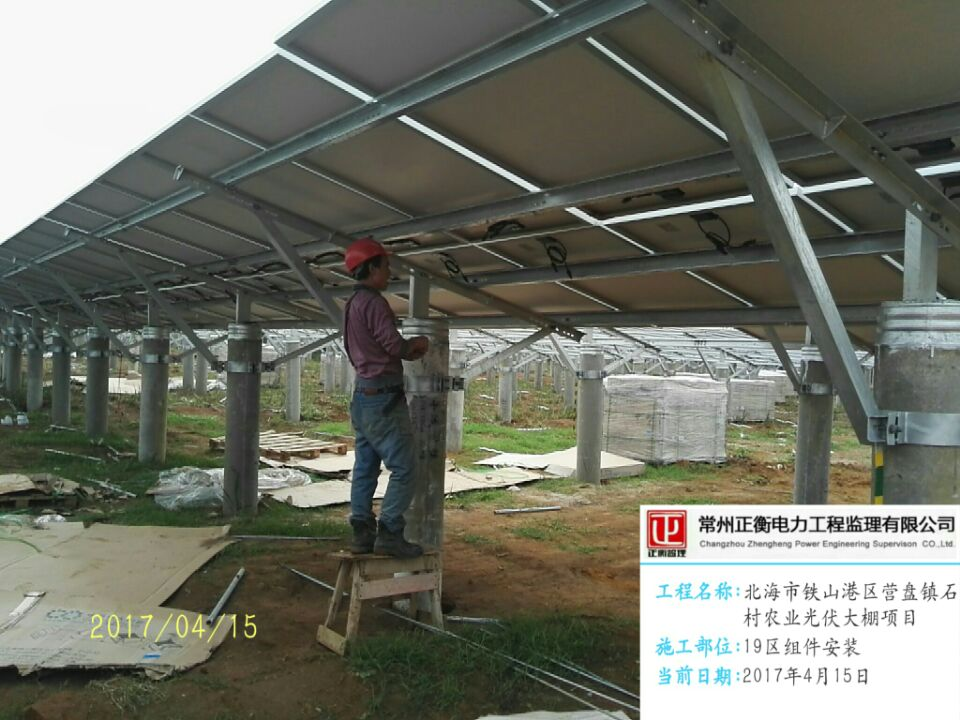 2017/04/15
正衡监理
常州正衡电力工程监理有限公司
Changzhou Zhengheng Power Engineering Supervison CO.,Ltd.
工程名称:北海市铁山港区营盘镇石
村农业光伏大棚项目
施工部位:19区组件安装
当前日期:2017年4月15日